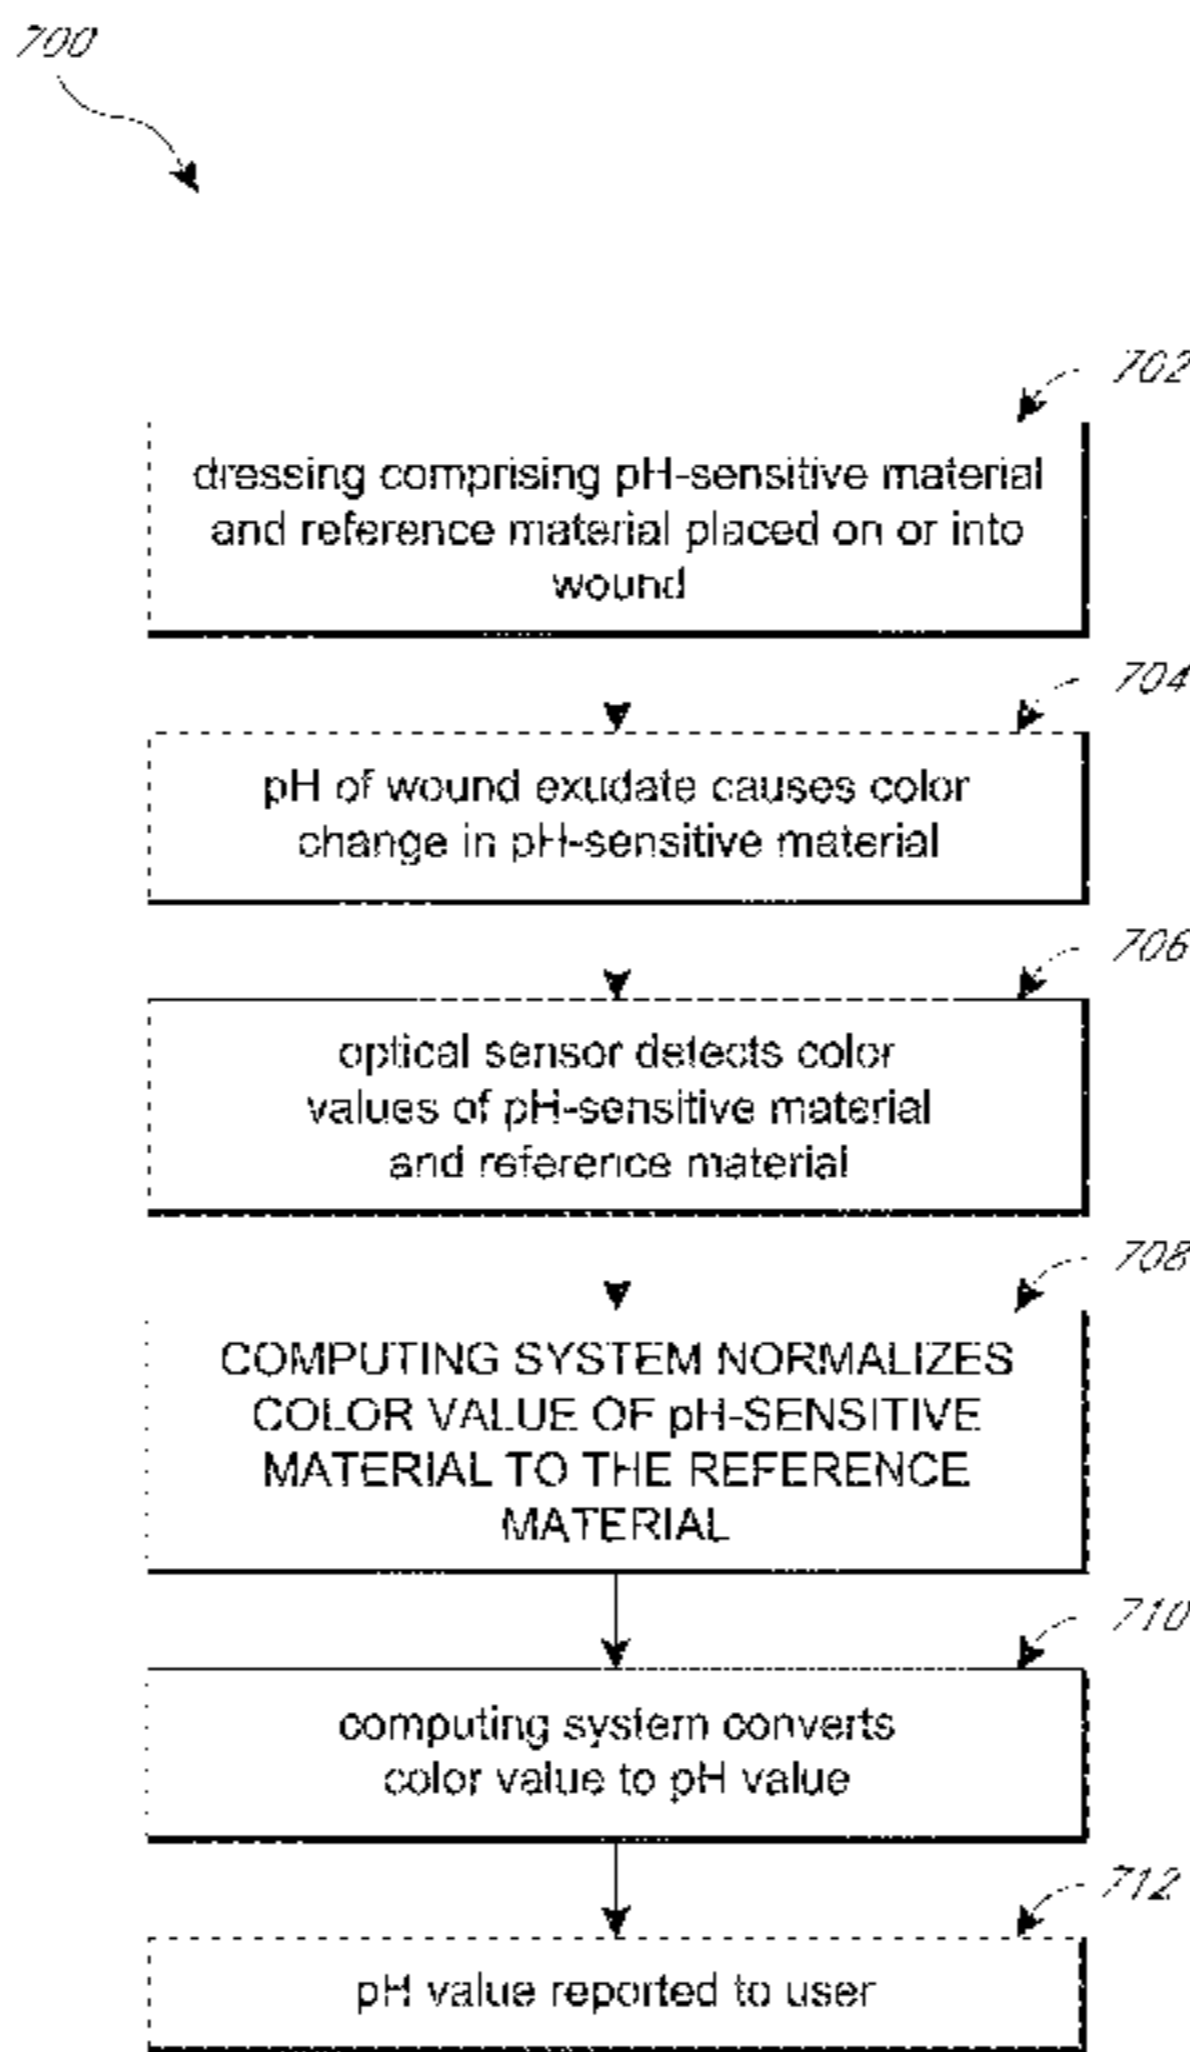 700
702
dressing comprising pH-sensitive material
and reference material placed on or into
wound
704
pH of wound exudate causes color
change in pH-sensitive material
706
optical sensor detects color
values of pH-sensitive material
and reference material
708
COMPUTING SYSTEM NORMALIZES
COLOR VALUE OF pH-SENSITIVE
MATERIAL TO THE REFERENCE
MATERIAL
710
computing system converts
color value to pH value
712
pH value reported to user